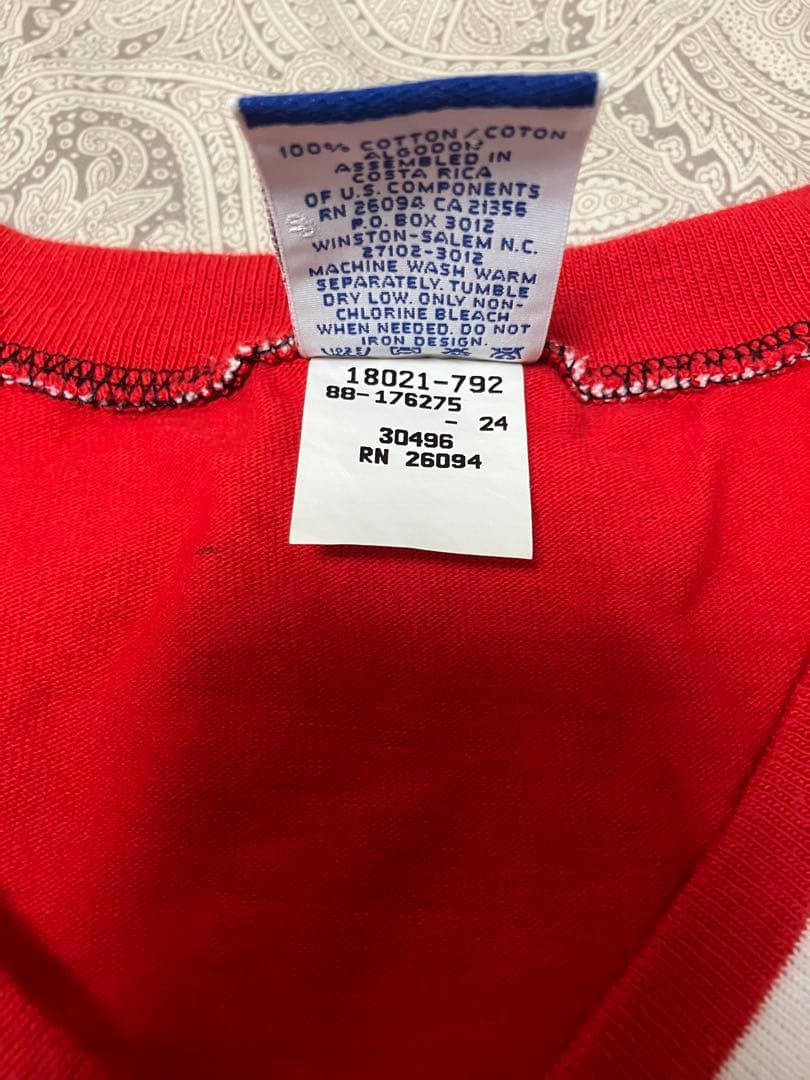 100% COTTON/COTON
ALGODON
ASSEMBLED IN
COSTA RICA
OF U.S. COMPONENTS
RN 26094 CA 21356
P.O. BOX 3012
WINSTON-SALEM N.C.
27102-3012
MACHINE WASH WARM
SEPARATELY. TUMBLE
DRY LOW. ONLY NON-
CHLORINE BLEACH
WHEN NEEDED. DO NOT
IRON DESIGN.
18021-792
88-176275
- 24
30496
RN 26094